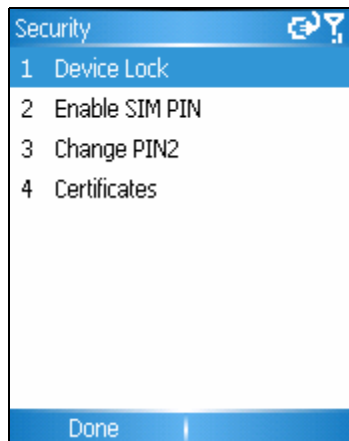 Security
1 Device Lock
2 Enable SIM PIN
3 Change PIN2
4 Certificates
Done